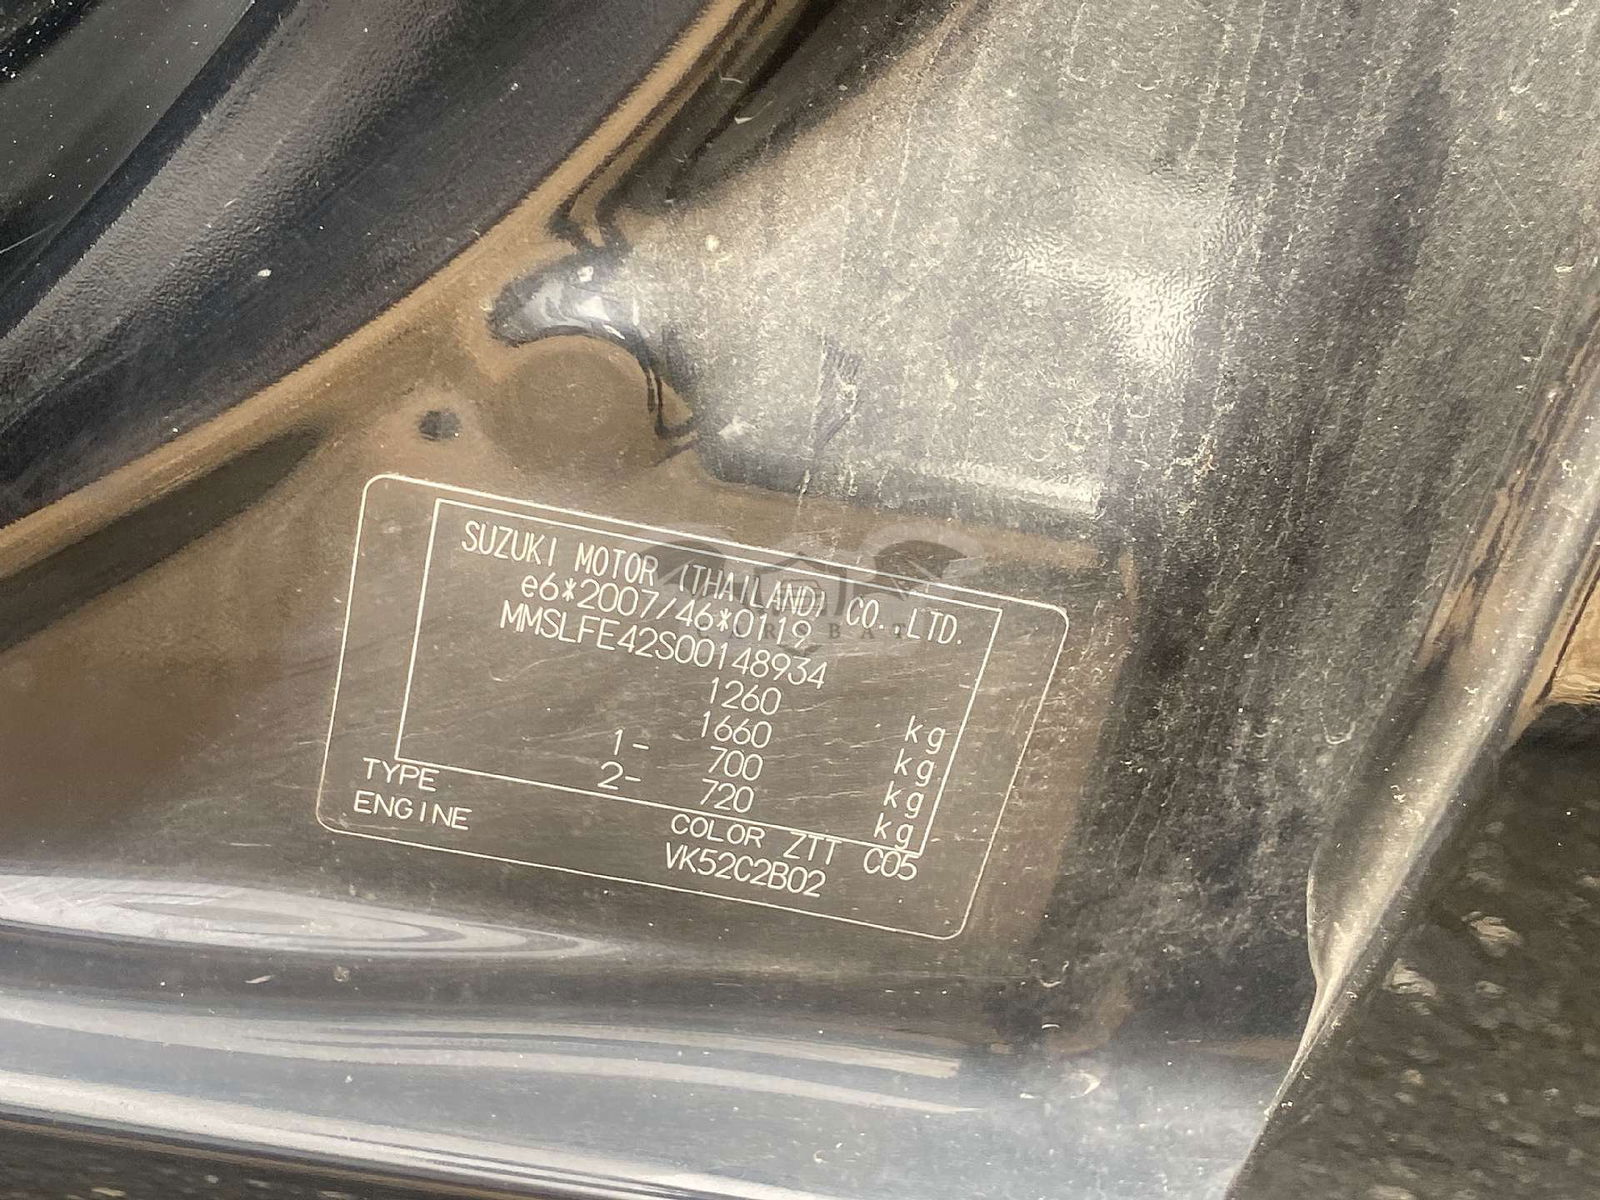 SUZUKI MOTOR (THAILAND) CO.,LTD.
e6*2007/46*0119
MMSLFE42S00148934
1260 kg
1660 kg
1- 700 kg
2- 720 kg
TYPE COLOR ZTT C05
ENGINE VK52C2B02